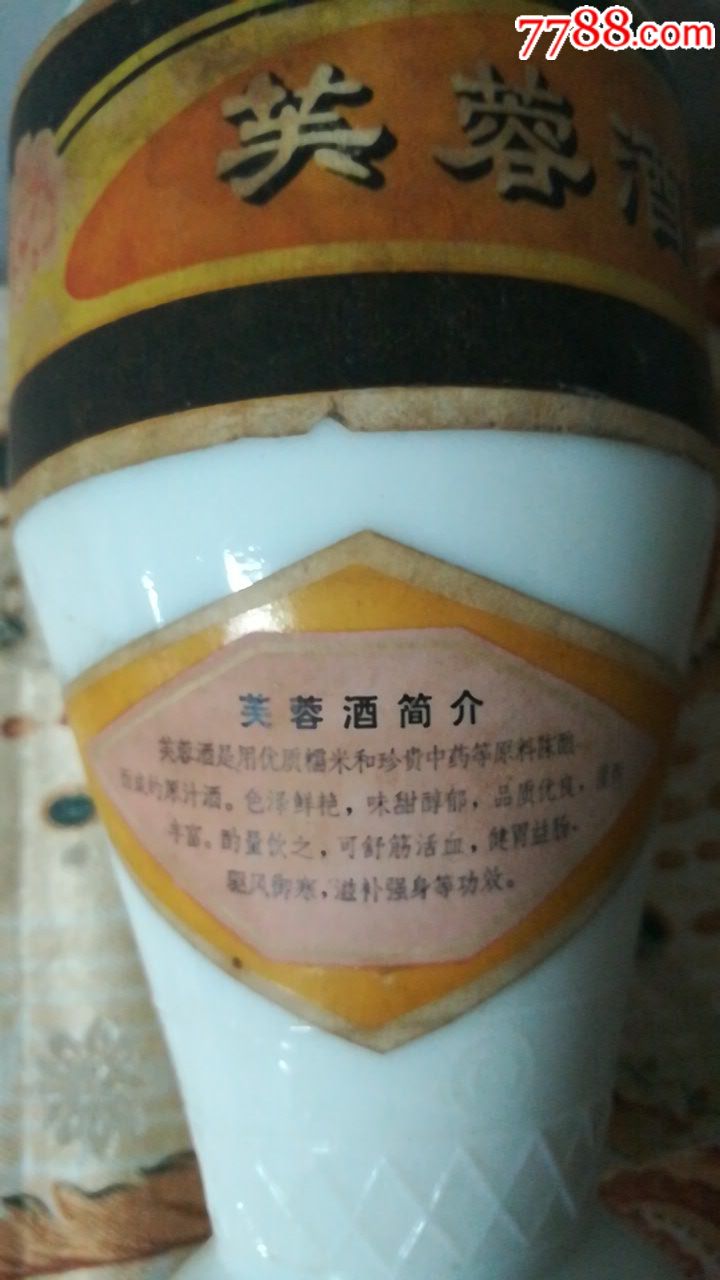 7788.com
芙蓉酒
芙蓉酒简介
芙蓉酒是用优质糯米和珍贵中药等原料陈酿
而成的原汁酒。色泽鲜艳，味甜醇郁，品质优良，
丰富。酌量饮之，可舒筋活血，健胃益肠，
驱风御寒，滋补强身等功效。